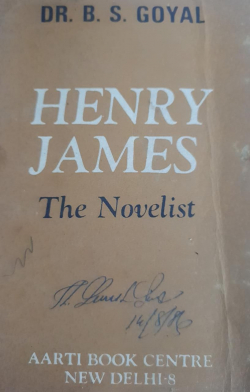 DR. B. S. GOYAL
HENRY
JAMES
The Novelist
AARTI BOOK CENTRE
NEW DELHI-8